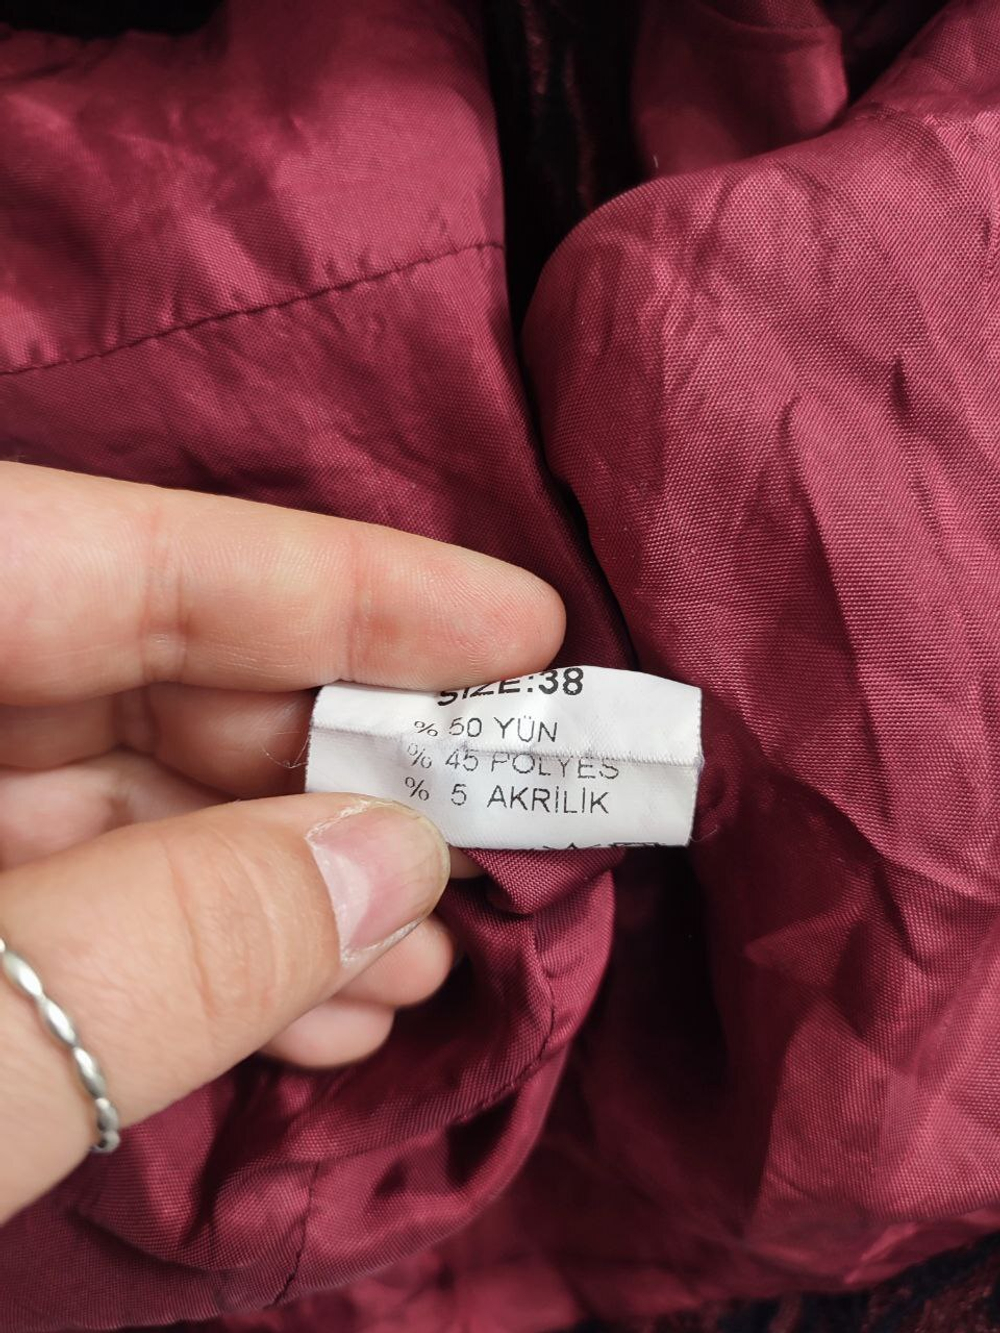 SIZE:38
% 50 YÜN
% 45 POLYES
% 5 AKRİLİK